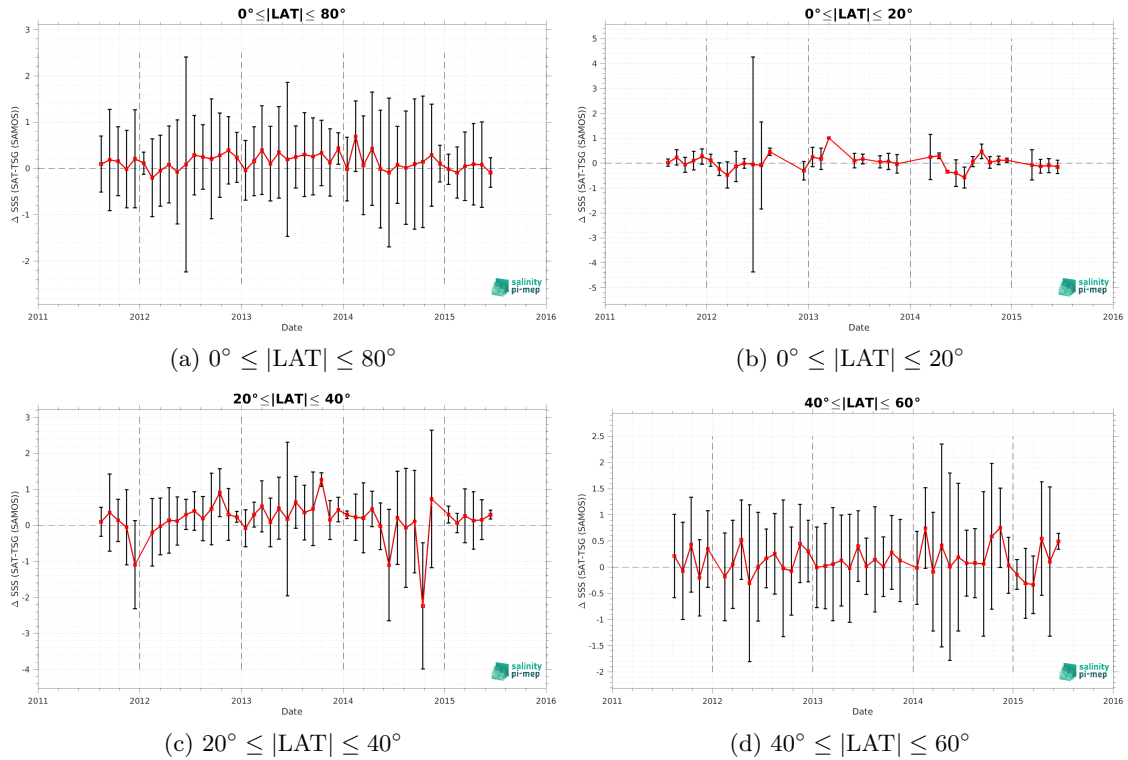 0°≤|LAT|≤ 80°
3
2
1
0
-1
-2
Δ SSS (SAT-TSG (SAMOS))
2011
2012
2013
2014
2015
2016
Date
salinity
pi-mep
(a) 0° ≤ |LAT| ≤ 80°
0°≤|LAT|≤ 20°
5
4
3
2
1
0
-1
-2
-3
-4
-5
Δ SSS (SAT-TSG (SAMOS))
2011
2012
2013
2014
2015
2016
Date
salinity
pi-mep
(b) 0° ≤ |LAT| ≤ 20°
20°≤|LAT|≤ 40°
3
2
1
0
-1
-2
-3
-4
Δ SSS (SAT-TSG (SAMOS))
2011
2012
2013
2014
2015
2016
Date
salinity
pi-mep
(c) 20° ≤ |LAT| ≤ 40°
40°≤|LAT|≤ 60°
2.5
2
1.5
1
0.5
0
-0.5
-1
-1.5
-2
Δ SSS (SAT-TSG (SAMOS))
2011
2012
2013
2014
2015
2016
Date
salinity
pi-mep
(d) 40° ≤ |LAT| ≤ 60°